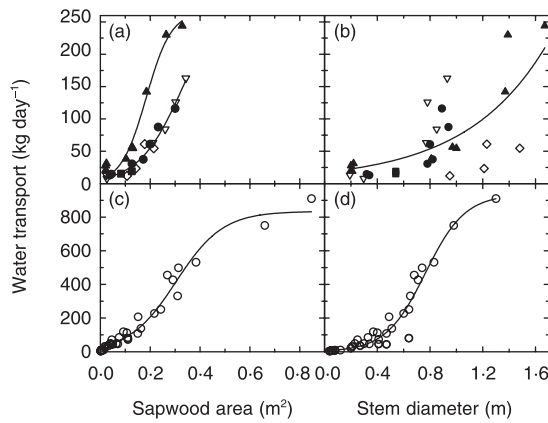 250
(a)
(b)
200
150
100
50
0
Water transport (kg day−1)
(c)
(d)
800
600
400
200
0
0·0 0·2 0·4 0·6 0·8 0·0 0·4 0·8 1·2 1·6
Sapwood area (m2)
Stem diameter (m)